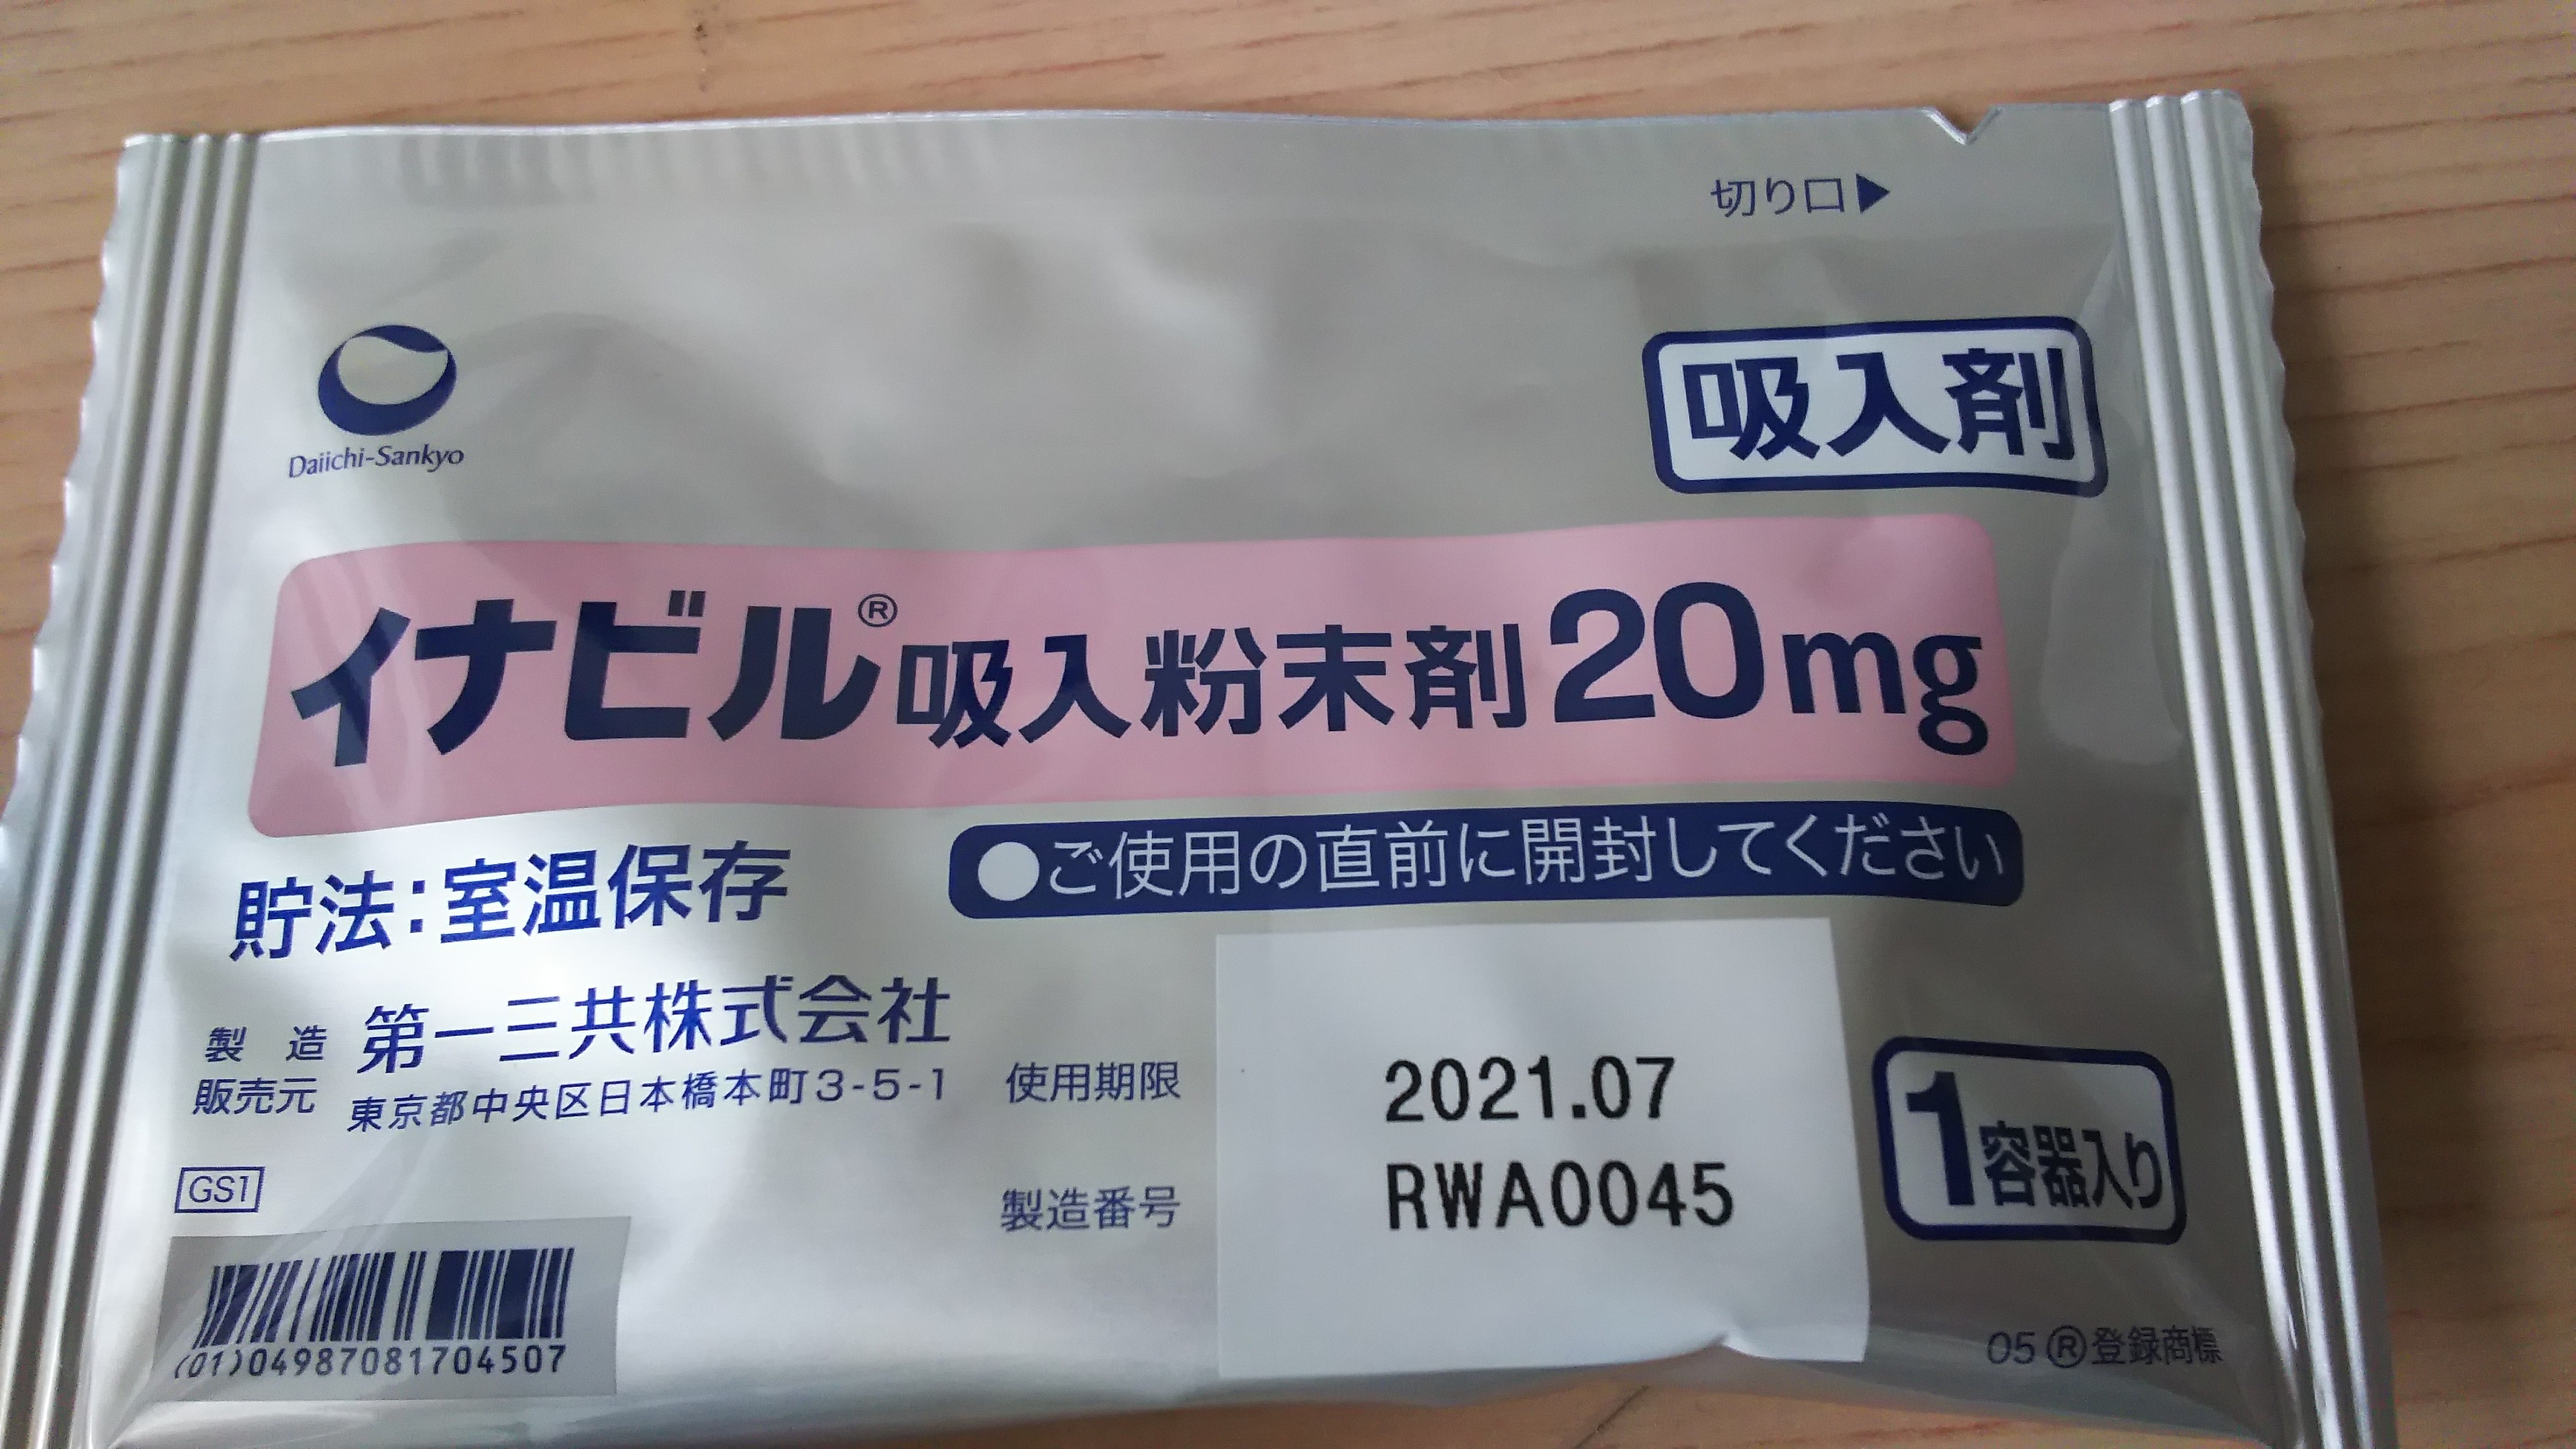 切り口▶
Daiichi-Sankyo
吸入剤
イナビル®吸入粉末剤20mg
●ご使用の直前に開封してください
貯法:室温保存
製 造
販売元
第一三共株式会社
東京都中央区日本橋本町3-5-1
使用期限 2021.07
製造番号 RWA0045
1容器入り
GS1
(01)04987081704507
05 ®登録商標